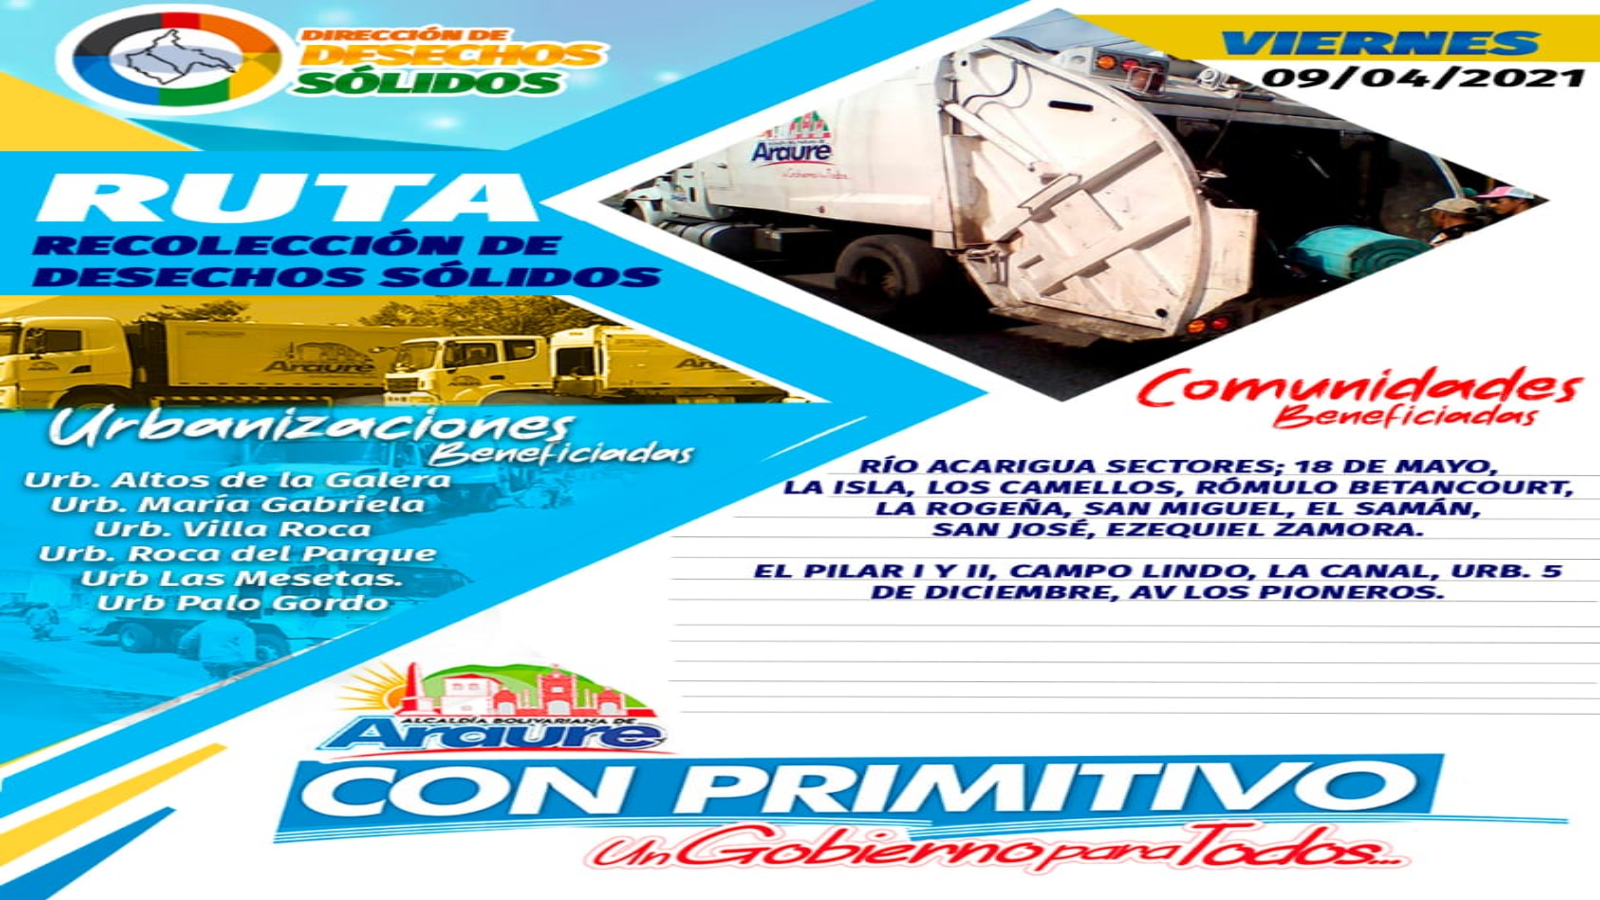 DIRECCIÓN DE
DESECHOS
SÓLIDOS
VIERNES
09/04/2021
Araure
RUTA
RECOLECCIÓN DE
DESECHOS SÓLIDOS
Araure
Urbanizaciones
Beneficiadas
Urb. Altos de la Galera
Urb. María Gabriela
Urb. Villa Roca
Urb. Roca del Parque
Urb Las Mesetas.
Urb Palo Gordo
Comunidades
Beneficiadas
RÍO ACARIGUA SECTORES; 18 DE MAYO,
LA ISLA, LOS CAMELLOS, RÓMULO BETANCOURT,
LA ROGEÑA, SAN MIGUEL, EL SAMÁN,
SAN JOSÉ, EZEQUIEL ZAMORA.
EL PILAR I Y II, CAMPO LINDO, LA CANAL, URB. 5
DE DICIEMBRE, AV LOS PIONEROS.
ALCALDÍA BOLIVARIANA DE
Araure
CON PRIMITIVO
Un Gobierno para Todos...